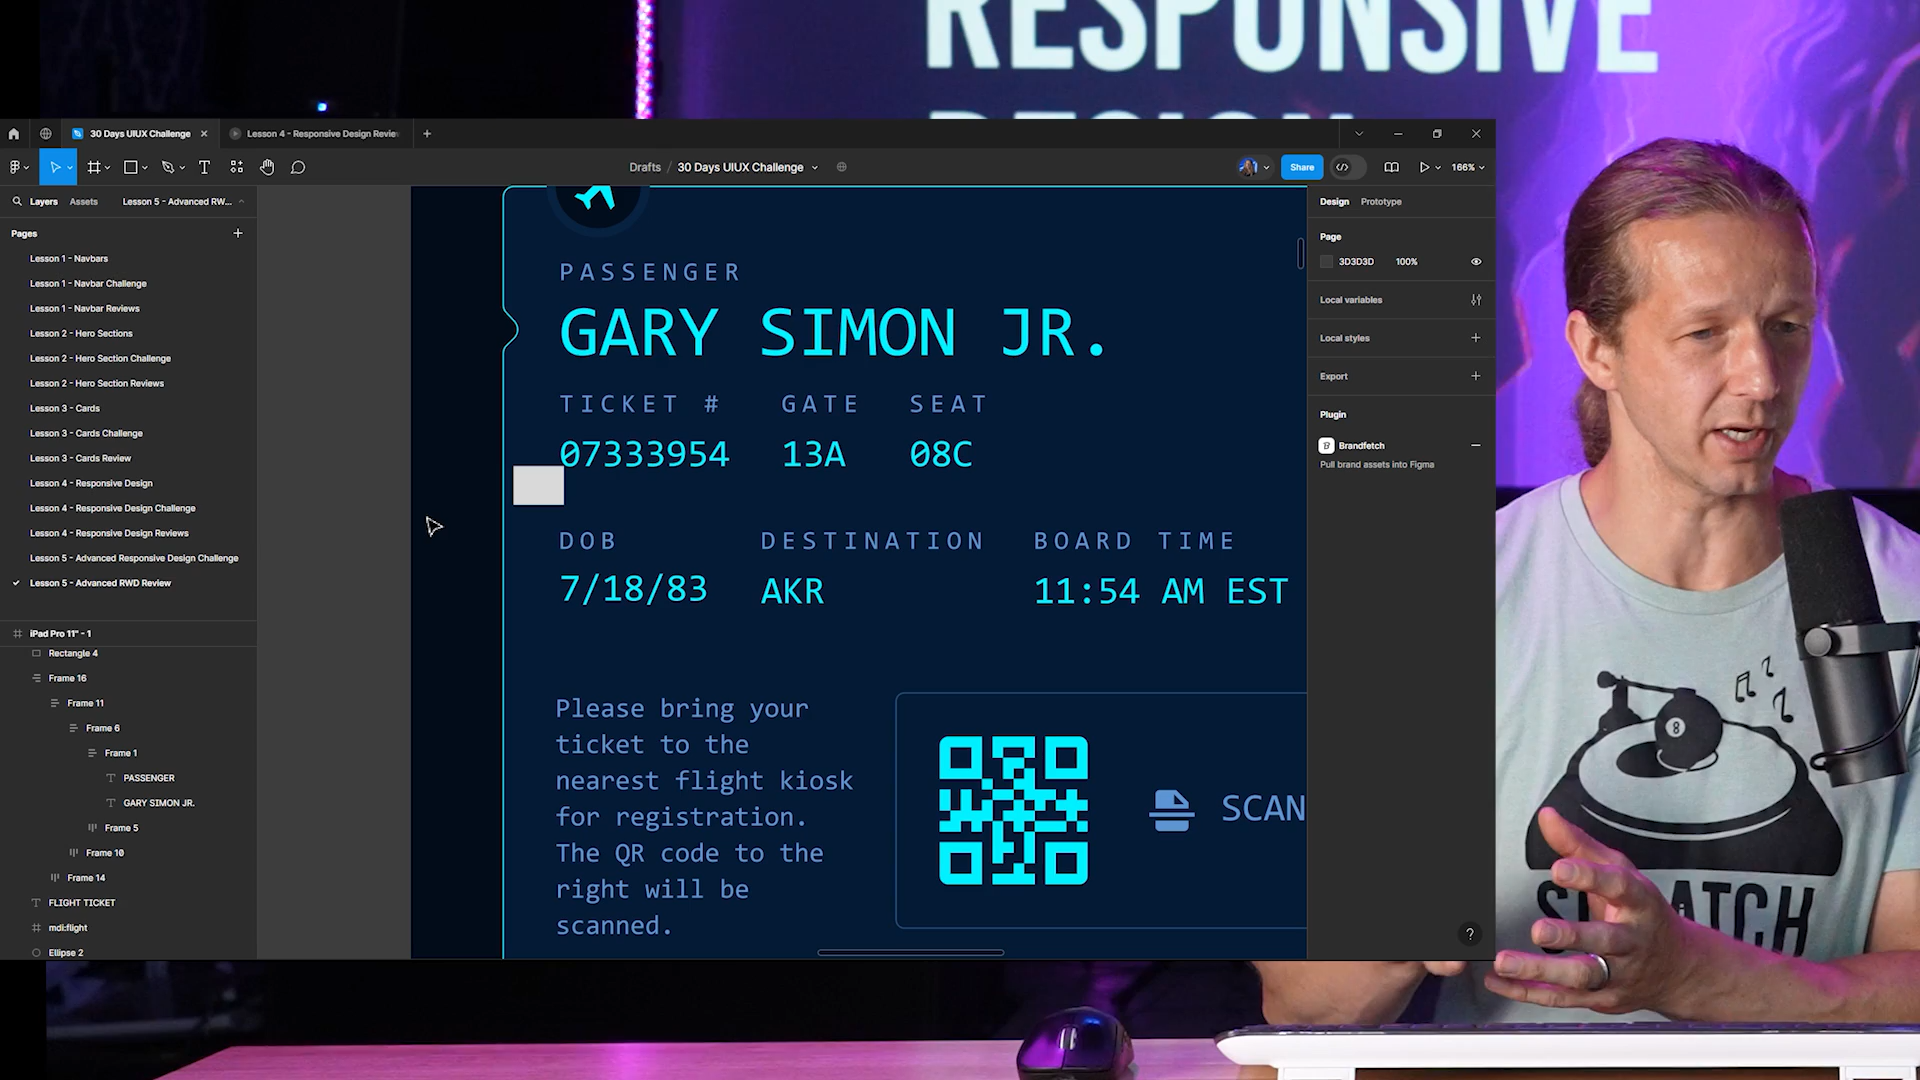 RESPONSIVE
30 Days UIUX Challenge
Lesson 4 - Responsive Design Revie
Drafts / 30 Days UIUX Challenge
Share
166%
Layers
Assets
Lesson 5 - Advanced RW...
Pages
Lesson 1 - Navbars
Lesson 1 - Navbar Challenge
Lesson 1 - Navbar Reviews
Lesson 2 - Hero Sections
Lesson 2 - Hero Section Challenge
Lesson 2 - Hero Section Reviews
Lesson 3 - Cards
Lesson 3 - Cards Challenge
Lesson 3 - Cards Review
Lesson 4 - Responsive Design
Lesson 4 - Responsive Design Challenge
Lesson 4 - Responsive Design Reviews
Lesson 5 - Advanced Responsive Design Challenge
Lesson 5 - Advanced RWD Review
iPad Pro 11" - 1
Rectangle 4
Frame 16
Frame 11
Frame 6
Frame 1
PASSENGER
GARY SIMON JR.
Frame 5
Frame 10
Frame 14
FLIGHT TICKET
mdi:flight
Ellipse 2
PASSENGER
GARY SIMON JR.
TICKET # GATE SEAT
07333954 13A 08C
DOB DESTINATION BOARD TIME
7/18/83 AKR 11:54 AM EST
Please bring your
ticket to the
nearest flight kiosk
for registration.
The QR code to the
right will be
scanned.
SCAN
Design
Prototype
Page
3D3D3D 100%
Local variables
Local styles
Export
Plugin
Brandfetch
Pull brand assets into Figma
?
8